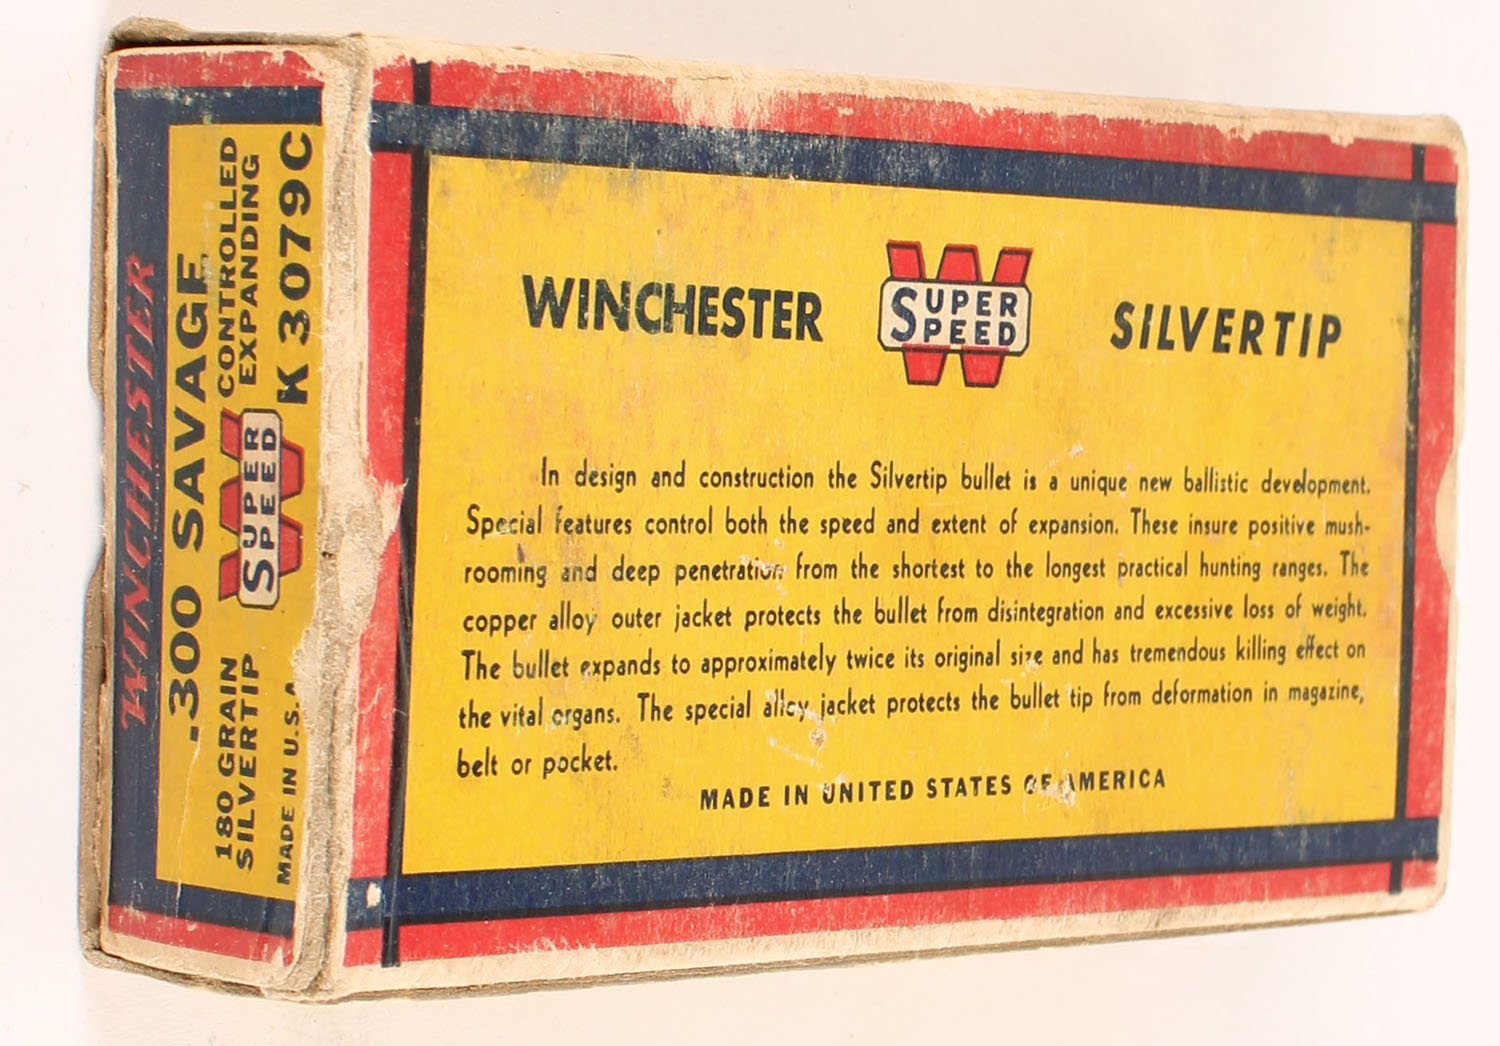 WINCHESTER
.300 SAVAGE
180 GRAIN
SILVERTIP
SUPER
SPEED
CONTROLLED
EXPANDING
MADE IN U.S.A.
K 3079C
WINCHESTER
SUPER
SPEED
SILVERTIP
In design and construction the Silvertip bullet is a unique new ballistic development.
Special features control both the speed and extent of expansion. These insure positive mush-
rooming and deep penetration from the shortest to the longest practical hunting ranges. The
copper alloy outer jacket protects the bullet from disintegration and excessive loss of weight.
The bullet expands to approximately twice its original size and has tremendous killing effect on
the vital organs. The special alloy jacket protects the bullet tip from deformation in magazine,
belt or pocket.
MADE IN UNITED STATES OF AMERICA